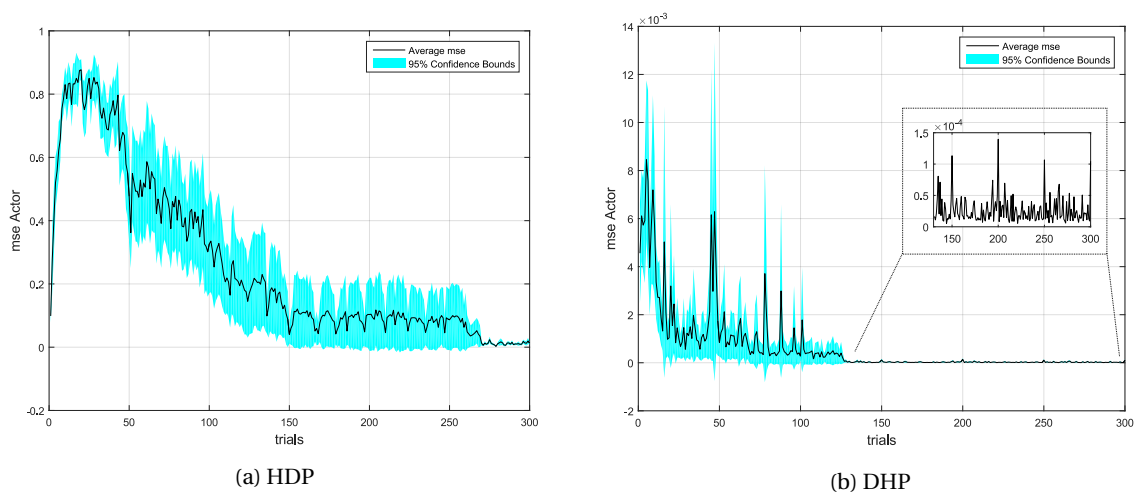 1
0.8
0.6
0.4
0.2
0
-0.2
mse Actor
0 50 100 150 200 250 300
trials
Average mse
95% Confidence Bounds
(a) HDP
×10⁻³
14
12
10
8
6
4
2
0
-2
mse Actor
0 50 100 150 200 250 300
trials
Average mse
95% Confidence Bounds
×10⁻⁴
1.5
1
0.5
0
150 200 250 300
(b) DHP